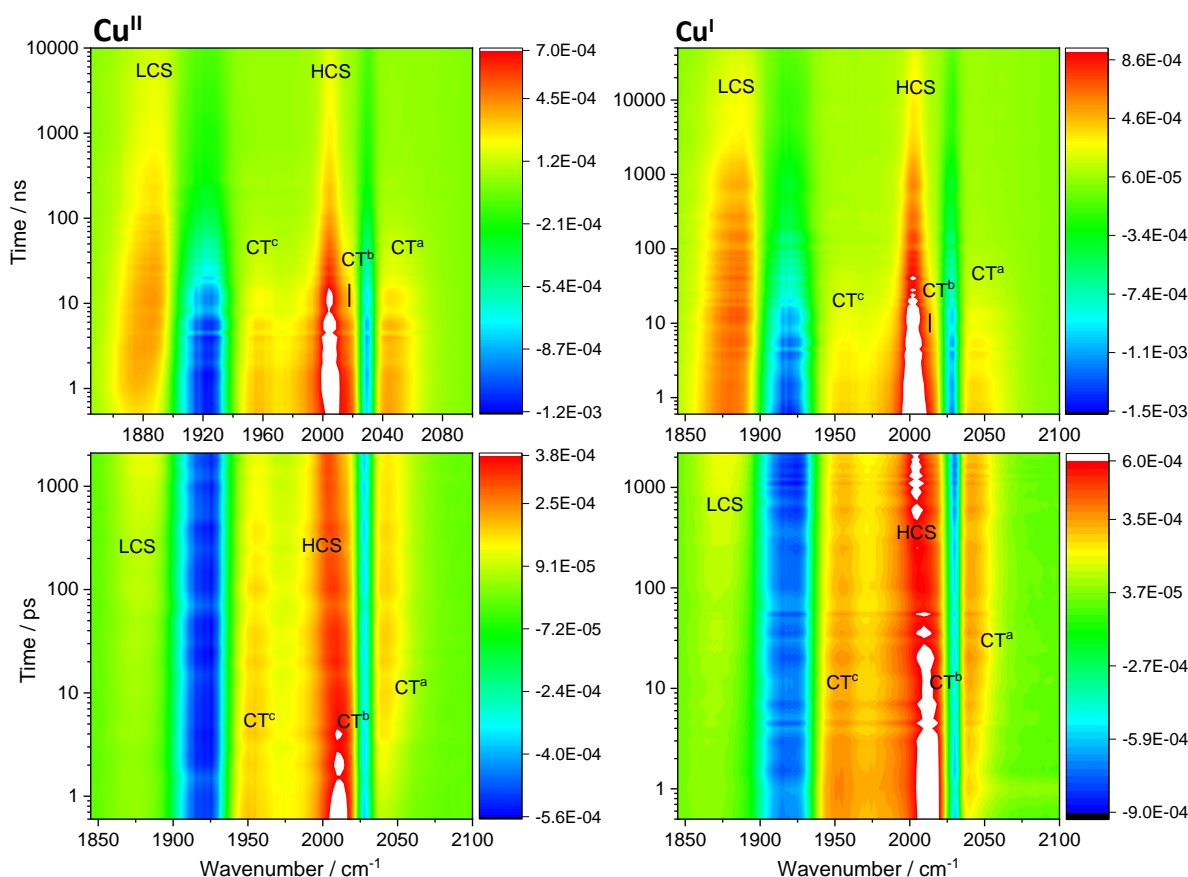 Cu^II
10000
1000
100
10
1
Time / ns
LCS
HCS
CT^c
CT^b
CT^a
1880 1920 1960 2000 2040 2080
7.0E-04
4.5E-04
1.2E-04
-2.1E-04
-5.4E-04
-8.7E-04
-1.2E-03
Cu^I
10000
1000
100
10
1
LCS
HCS
CT^c
CT^b
CT^a
1850 1900 1950 2000 2050 2100
8.6E-04
4.6E-04
6.0E-05
-3.4E-04
-7.4E-04
-1.1E-03
-1.5E-03
1000
100
10
1
Time / ps
LCS
HCS
CT^c
CT^b
CT^a
1850 1900 1950 2000 2050 2100
Wavenumber / cm^-1
3.8E-04
2.5E-04
9.1E-05
-7.2E-05
-2.4E-04
-4.0E-04
-5.6E-04
1000
100
10
1
LCS
HCS
CT^c
CT^b
CT^a
1850 1900 1950 2000 2050 2100
Wavenumber / cm^-1
6.0E-04
3.5E-04
3.7E-05
-2.7E-04
-5.9E-04
-9.0E-04